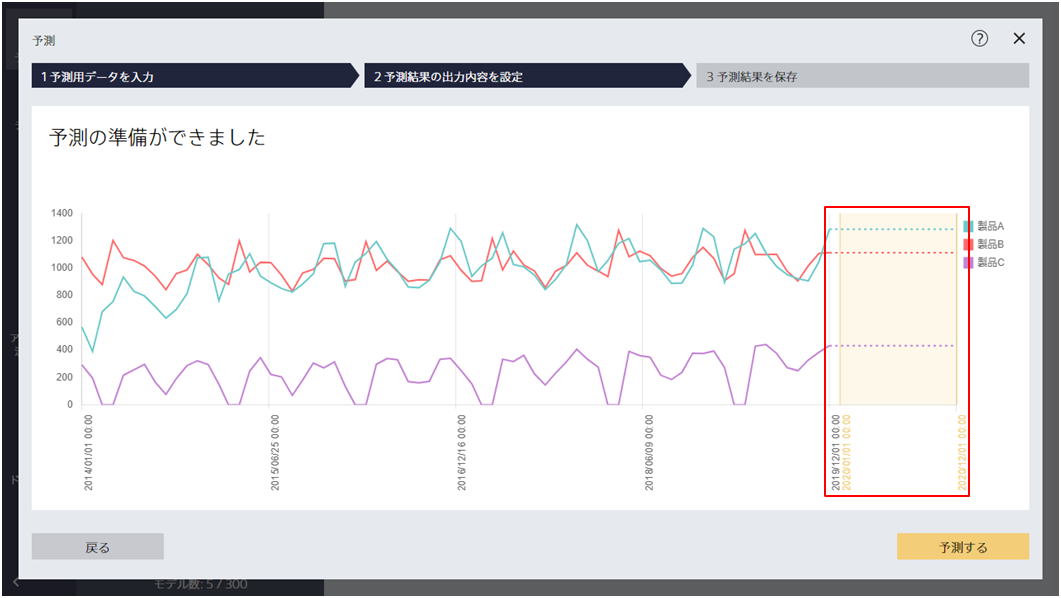 予測
1 予測用データを入力
2 予測結果の出力内容を設定
3 予測結果を保存
予測の準備ができました
1400
1200
1000
800
600
400
200
0
製品A
製品B
製品C
2014/01/01 00:00
2015/06/25 00:00
2016/12/16 00:00
2018/06/09 00:00
2019/12/01 00:00
2020/01/01 00:00
2020/12/01 00:00
戻る
予測する
モデル数: 5 / 300